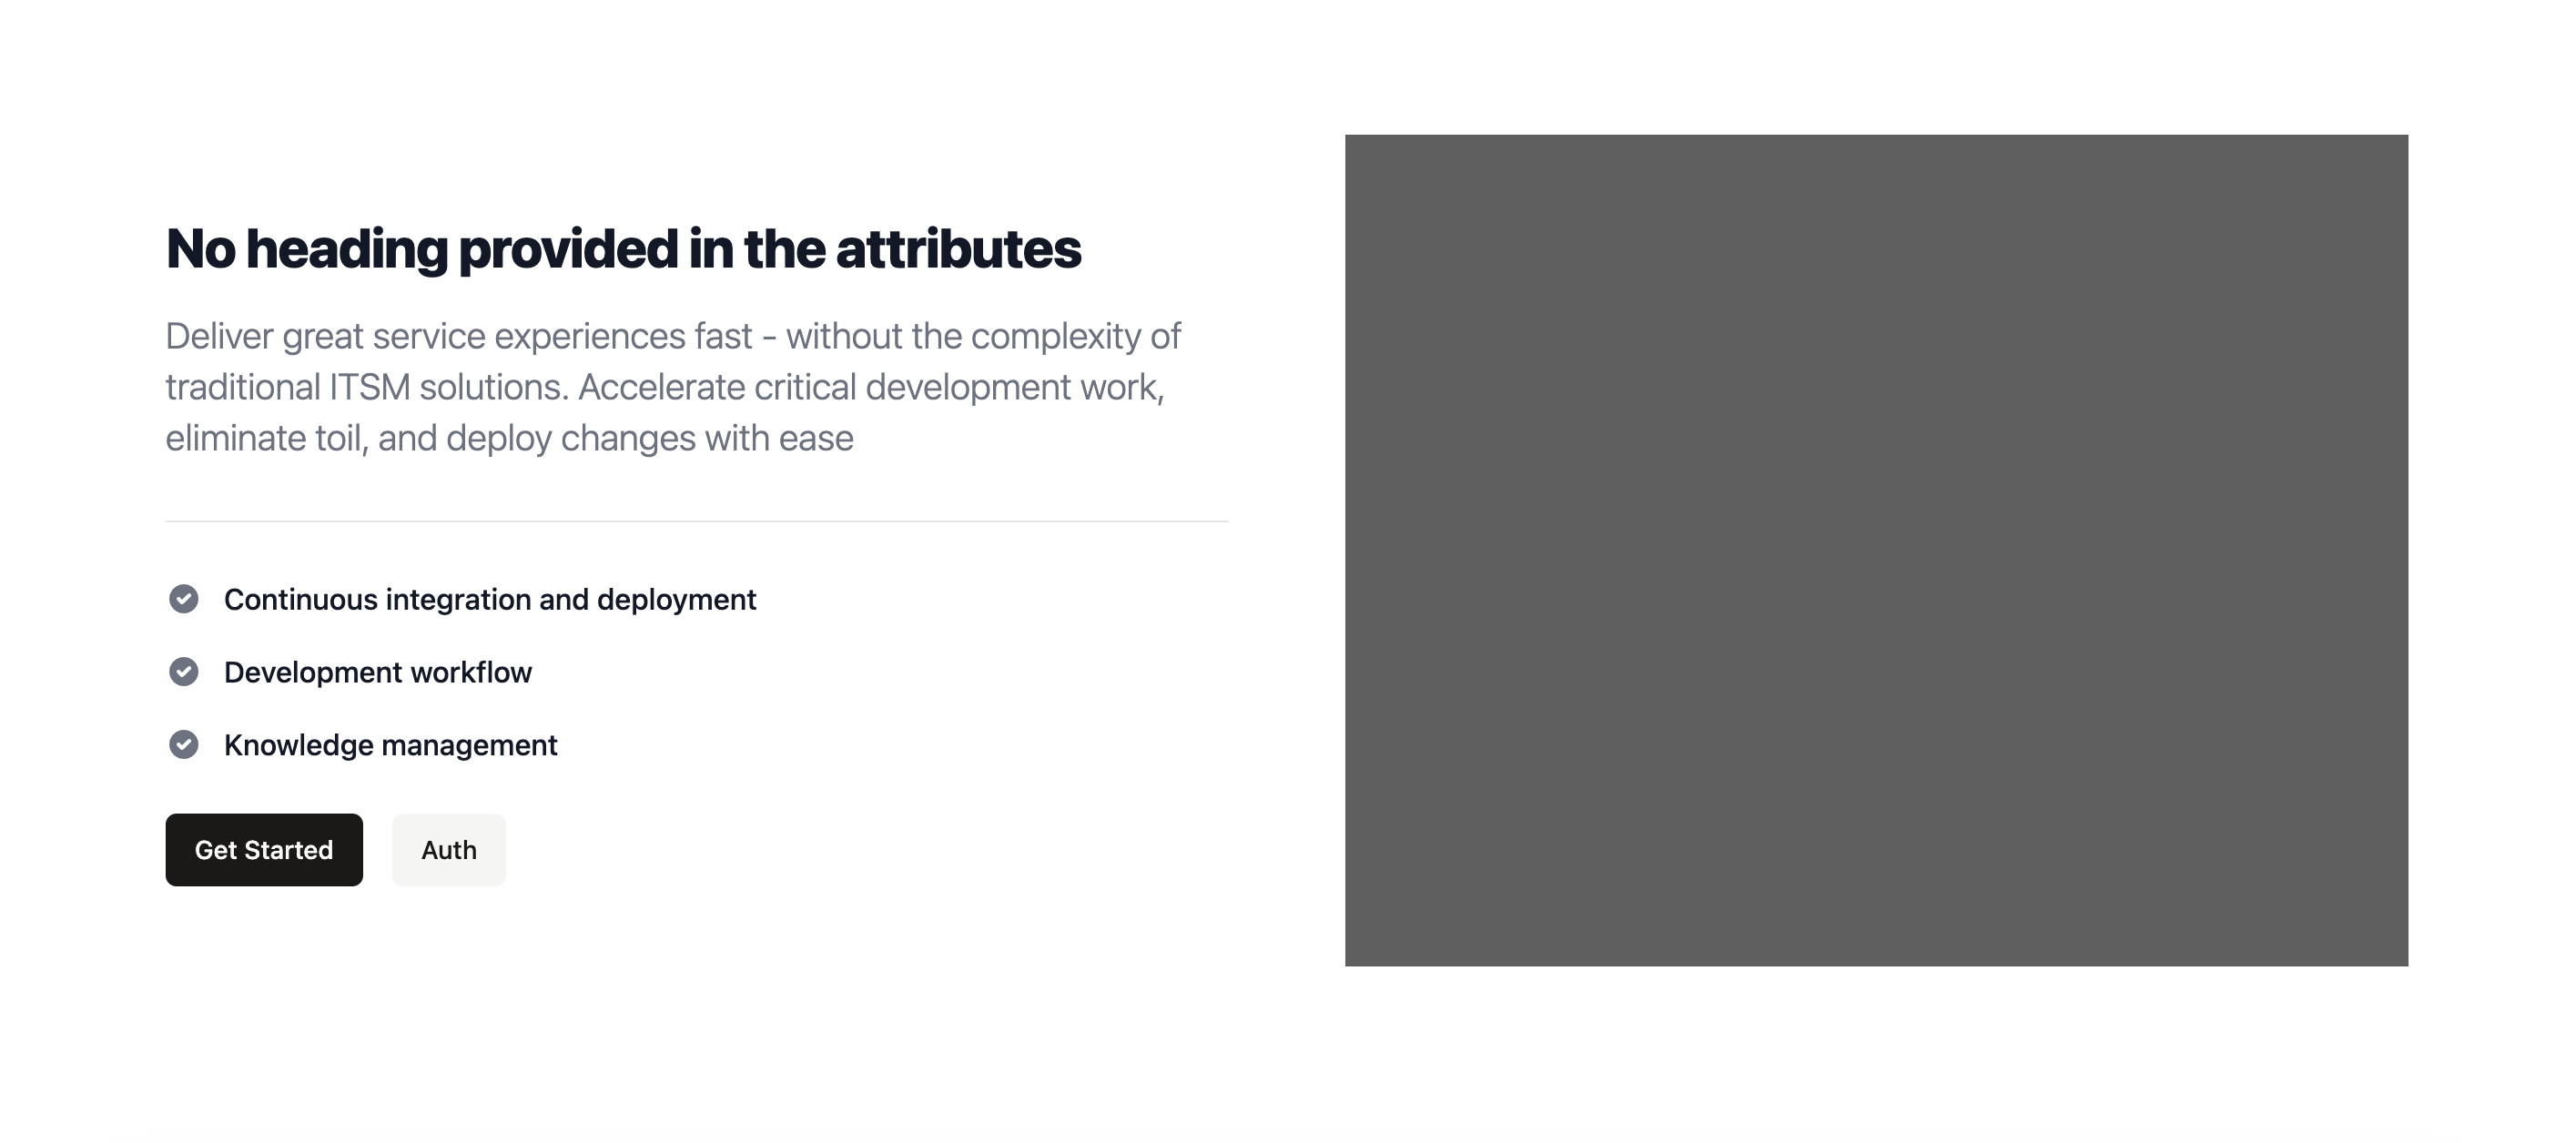 No heading provided in the attributes
Deliver great service experiences fast - without the complexity of
traditional ITSM solutions. Accelerate critical development work,
eliminate toil, and deploy changes with ease
Continuous integration and deployment
Development workflow
Knowledge management
Get Started
Auth